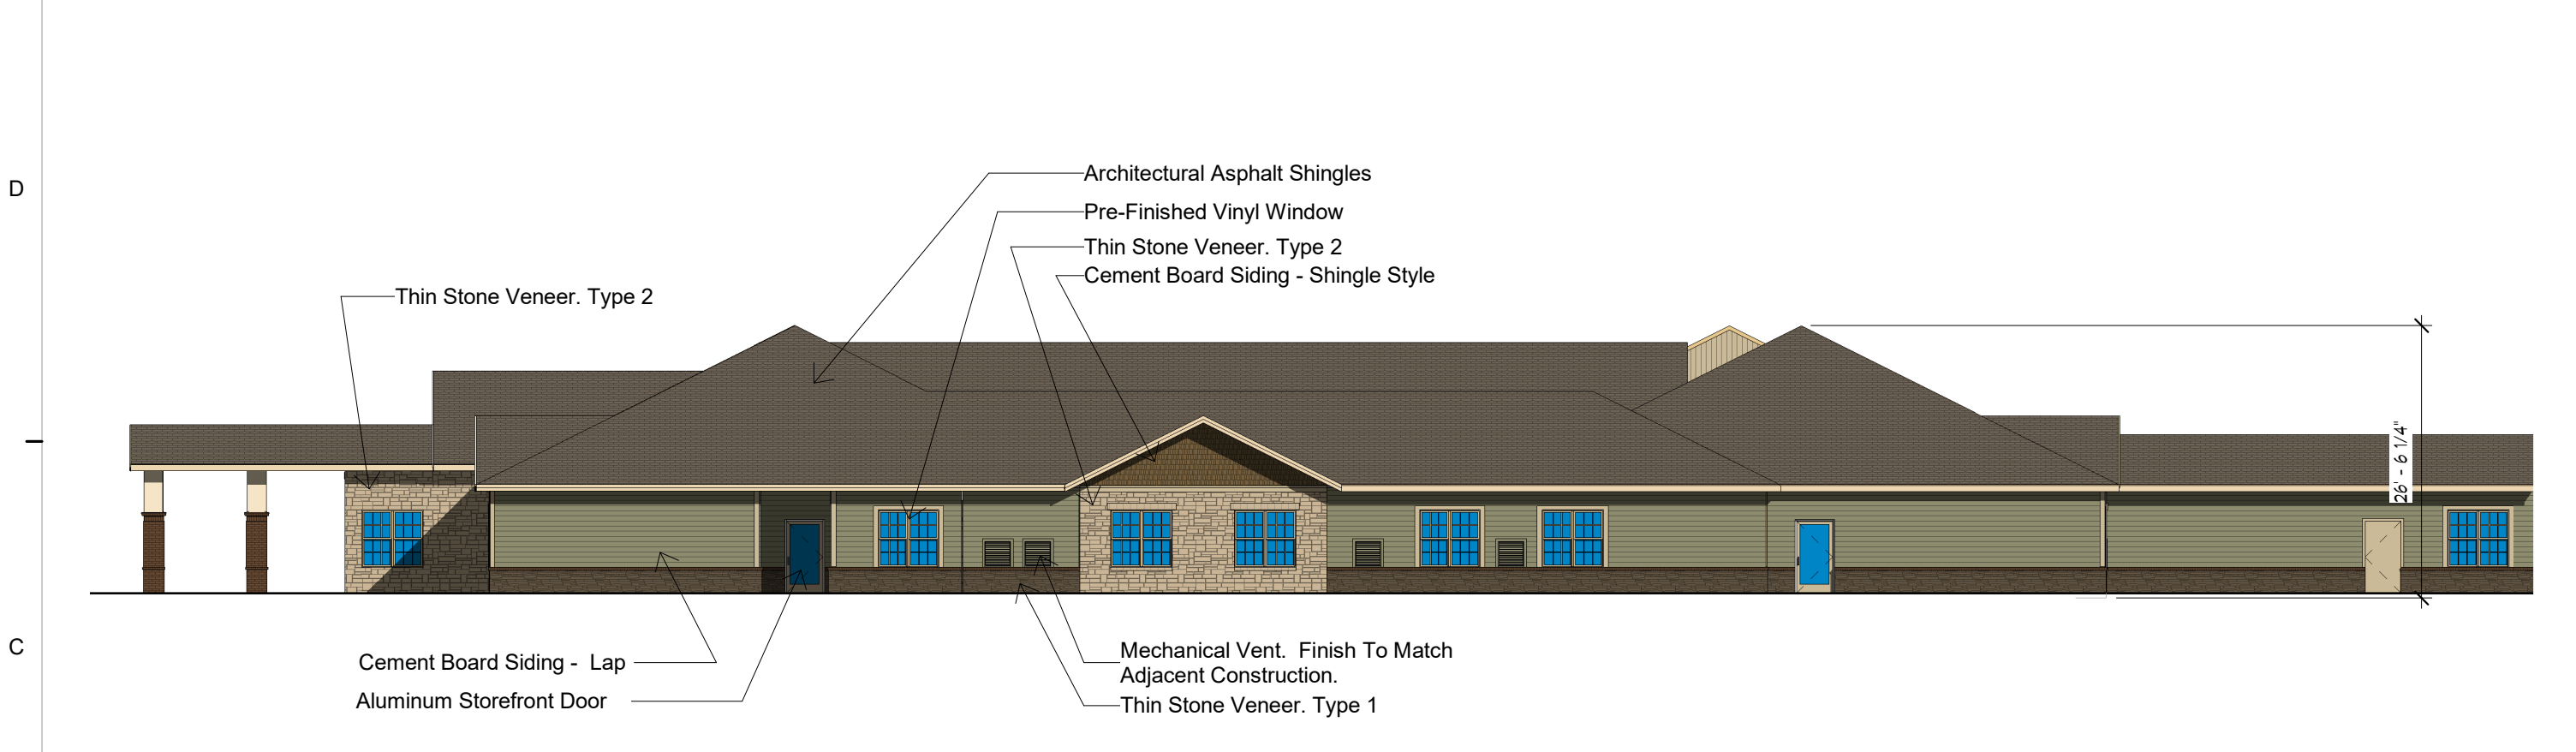 D
Architectural Asphalt Shingles
Pre-Finished Vinyl Window
Thin Stone Veneer. Type 2
Cement Board Siding - Shingle Style
Thin Stone Veneer. Type 2
26' - 6 1/4"
C
Cement Board Siding -  Lap
Aluminum Storefront Door
Mechanical Vent.  Finish To Match
Adjacent Construction.
Thin Stone Veneer. Type 1